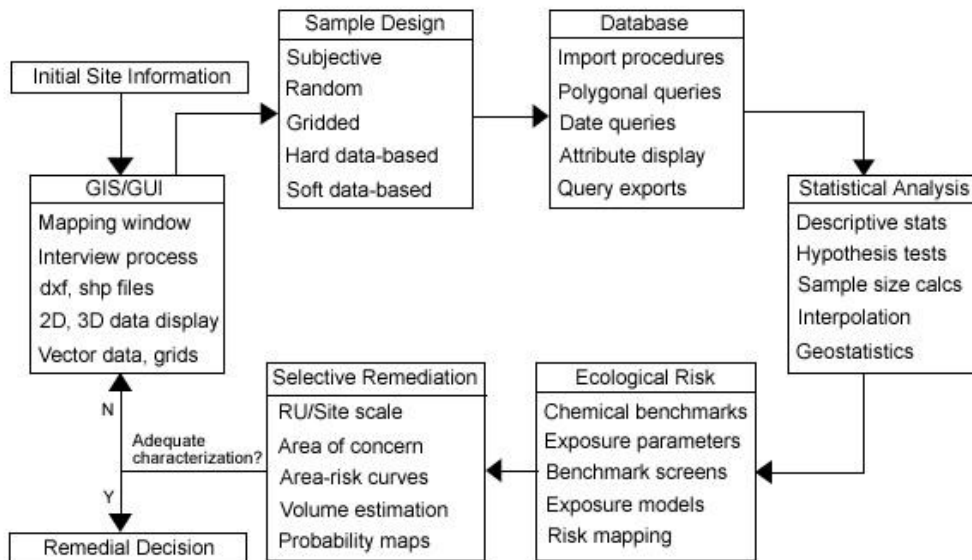 Initial Site Information
GIS/GUI
Mapping window
Interview process
dxf, shp files
2D, 3D data display
Vector data, grids
Sample Design
Subjective
Random
Gridded
Hard data-based
Soft data-based
Database
Import procedures
Polygonal queries
Date queries
Attribute display
Query exports
Statistical Analysis
Descriptive stats
Hypothesis tests
Sample size calcs
Interpolation
Geostatistics
Ecological Risk
Chemical benchmarks
Exposure parameters
Benchmark screens
Exposure models
Risk mapping
Selective Remediation
RU/Site scale
Area of concern
Area-risk curves
Volume estimation
Probability maps
Adequate
characterization?
N
Y
Remedial Decision